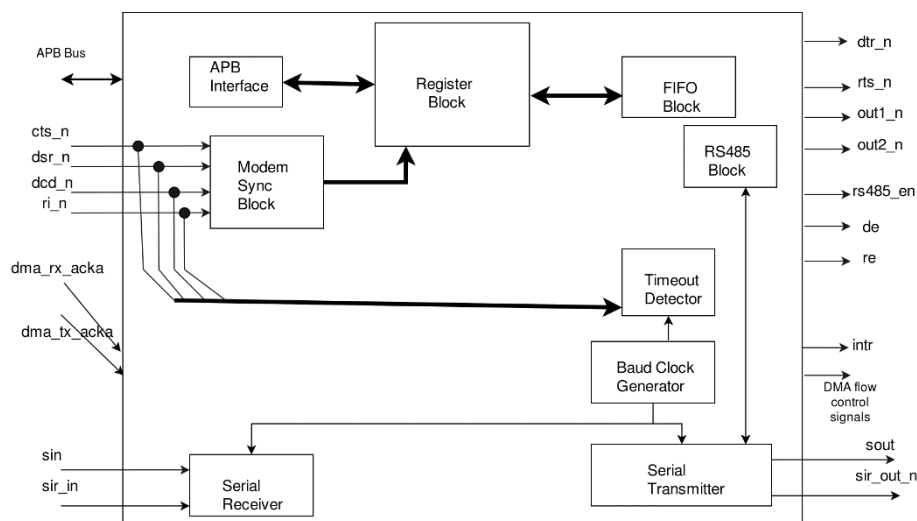 APB Bus
cts_n
dsr_n
dcd_n
ri_n
dma_rx_acka
dma_tx_acka
sin
sir_in
APB
Interface
Register
Block
FIFO
Block
Modem
Sync
Block
RS485
Block
Timeout
Detector
Baud Clock
Generator
Serial
Receiver
Serial
Transmitter
dtr_n
rts_n
out1_n
out2_n
rs485_en
de
re
intr
DMA flow
control
signals
sout
sir_out_n